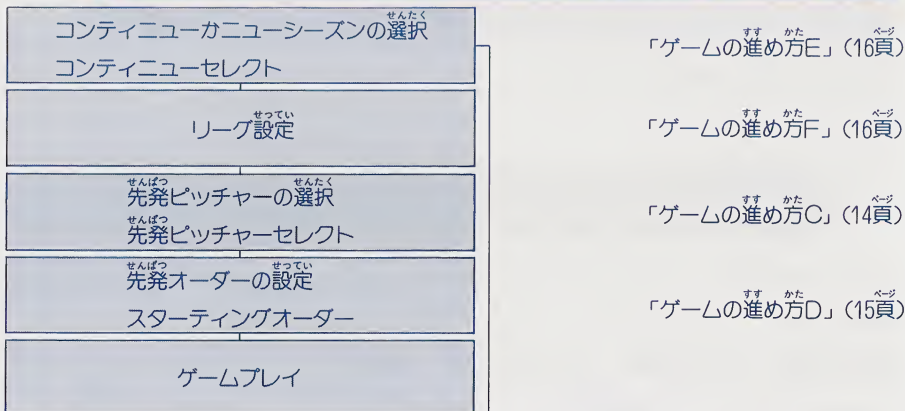 コンティニューかニューシーズンの選択
コンティニューセレクト
「ゲームの進め方E」(16頁)
リーグ設定
「ゲームの進め方F」(16頁)
先発ピッチャーの選択
先発ピッチャーセレクト
「ゲームの進め方C」(14頁)
先発オーダーの設定
スターティングオーダー
「ゲームの進め方D」(15頁)
ゲームプレイ